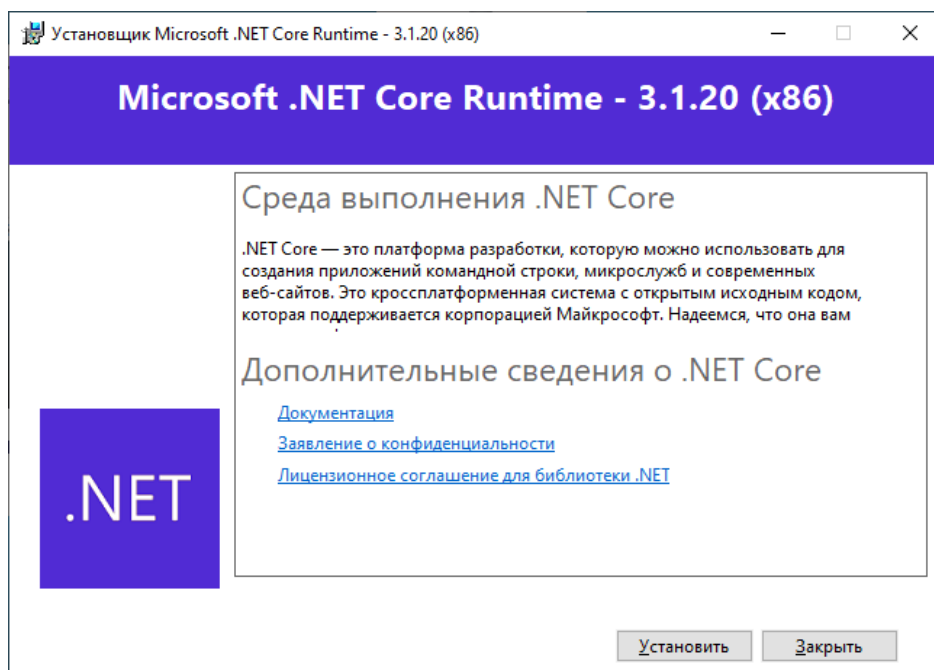 Установщик Microsoft .NET Core Runtime - 3.1.20 (x86)
Microsoft .NET Core Runtime - 3.1.20 (x86)
Среда выполнения .NET Core
.NET Core — это платформа разработки, которую можно использовать для
создания приложений командной строки, микрослужб и современных
веб-сайтов. Это кроссплатформенная система с открытым исходным кодом,
которая поддерживается корпорацией Майкрософт. Надеемся, что она вам
Дополнительные сведения о .NET Core
Документация
Заявление о конфиденциальности
Лицензионное соглашение для библиотеки .NET
.NET
Установить
Закрыть